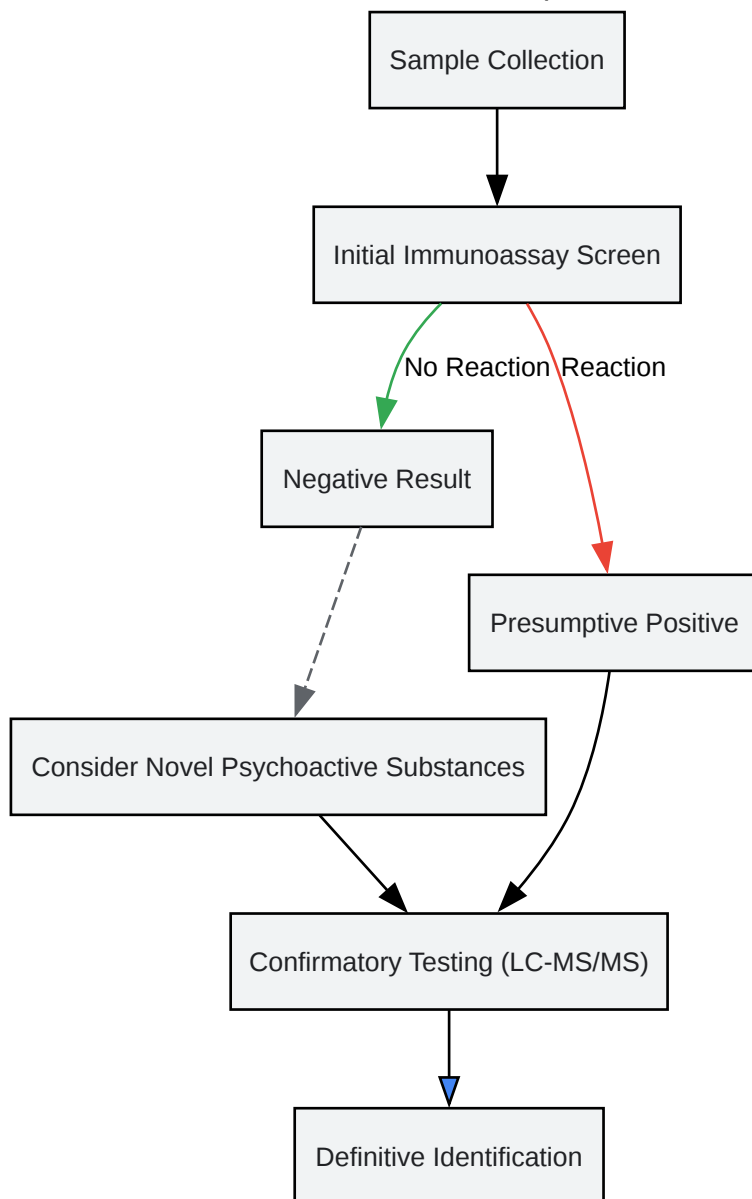 Sample Collection
Initial Immunoassay Screen
No Reaction
Reaction
Negative Result
Presumptive Positive
Consider Novel Psychoactive Substances
Confirmatory Testing (LC-MS/MS)
Definitive Identification